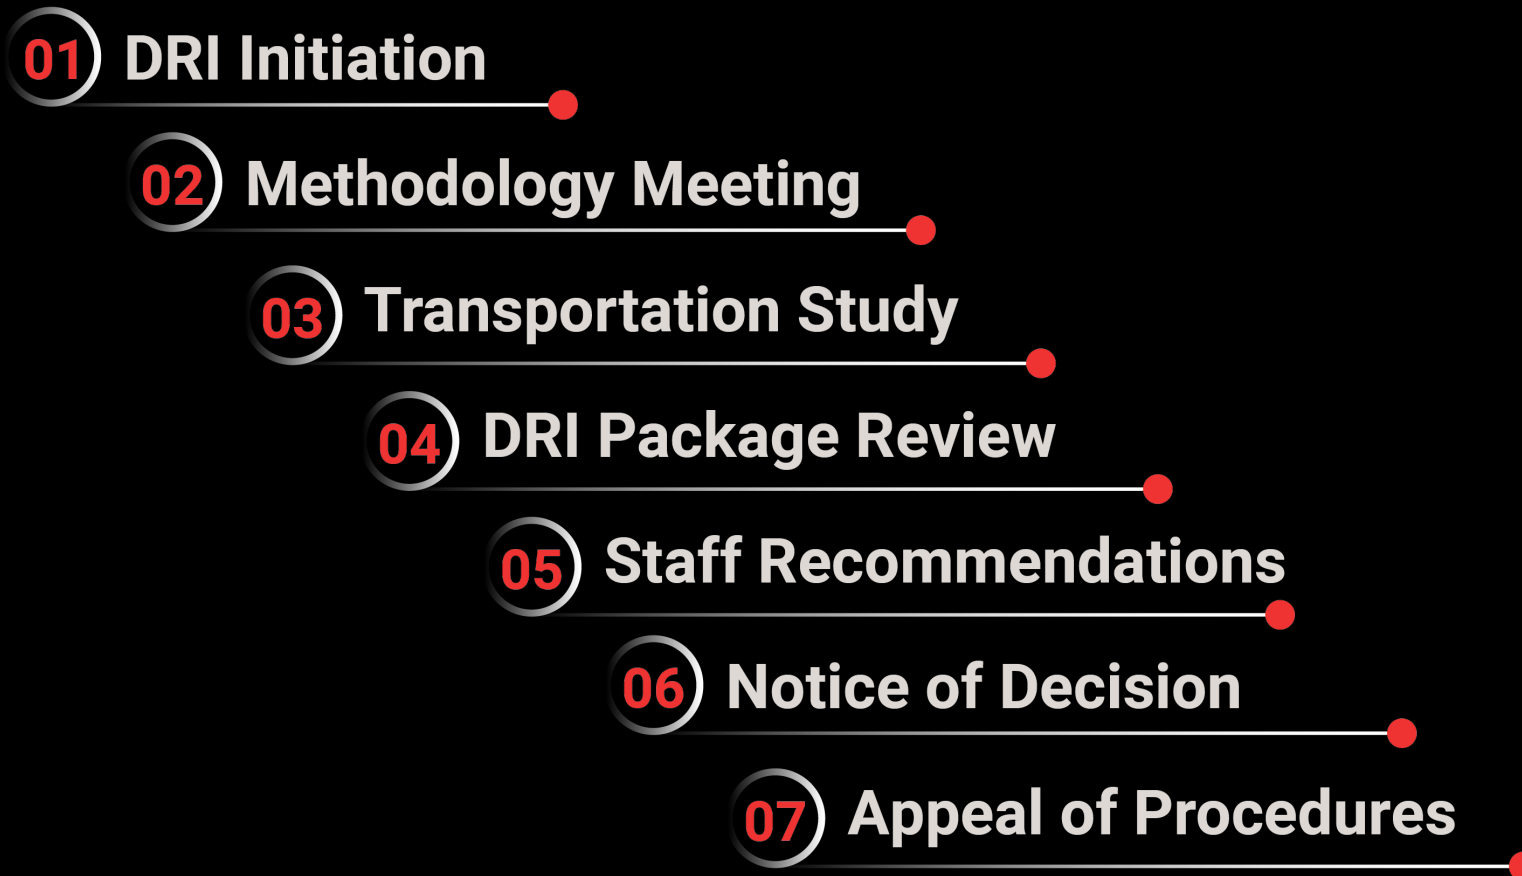 01 DRI Initiation
02 Methodology Meeting
03 Transportation Study
04 DRI Package Review
05 Staff Recommendations
06 Notice of Decision
07 Appeal of Procedures